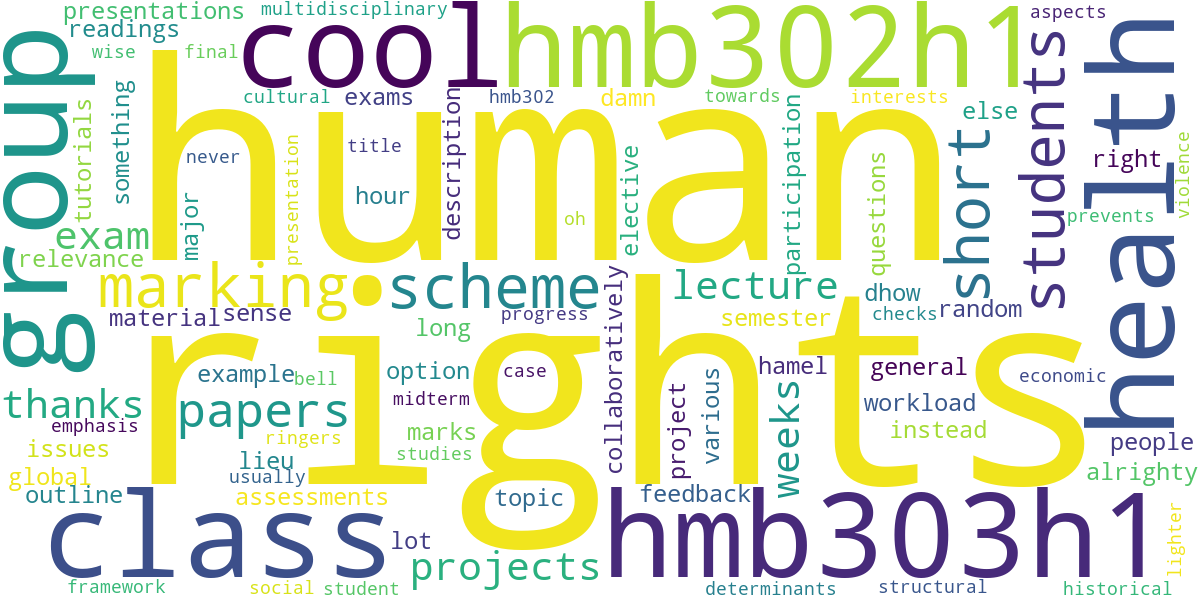 presentations
multidisciplinary
cool
hmb302h1
aspects
readings
wise
final
group
cultural
exams
hmb302
damn
towards
interests
else
students
health
tutorials
something
human
never
title
description
presentation
hour
oh
elective
participation
questions
short
right
violence
prevents
major
exam
relevance
marking
scheme
lecture
dhow
checks
random
material
sense
long
progress
collaboratively
semester
rights
example
bell
option
case
hamel
general
economic
thanks
papers
midterm
project
various
weeks
workload
emphasis
ringers
marks
instead
people
issues
lieu
studies
alrighty
global
usually
outline
assessments
topic
feedback
class
lot
hmb303h1
projects
lighter
framework
social
student
determinants
structural
historical